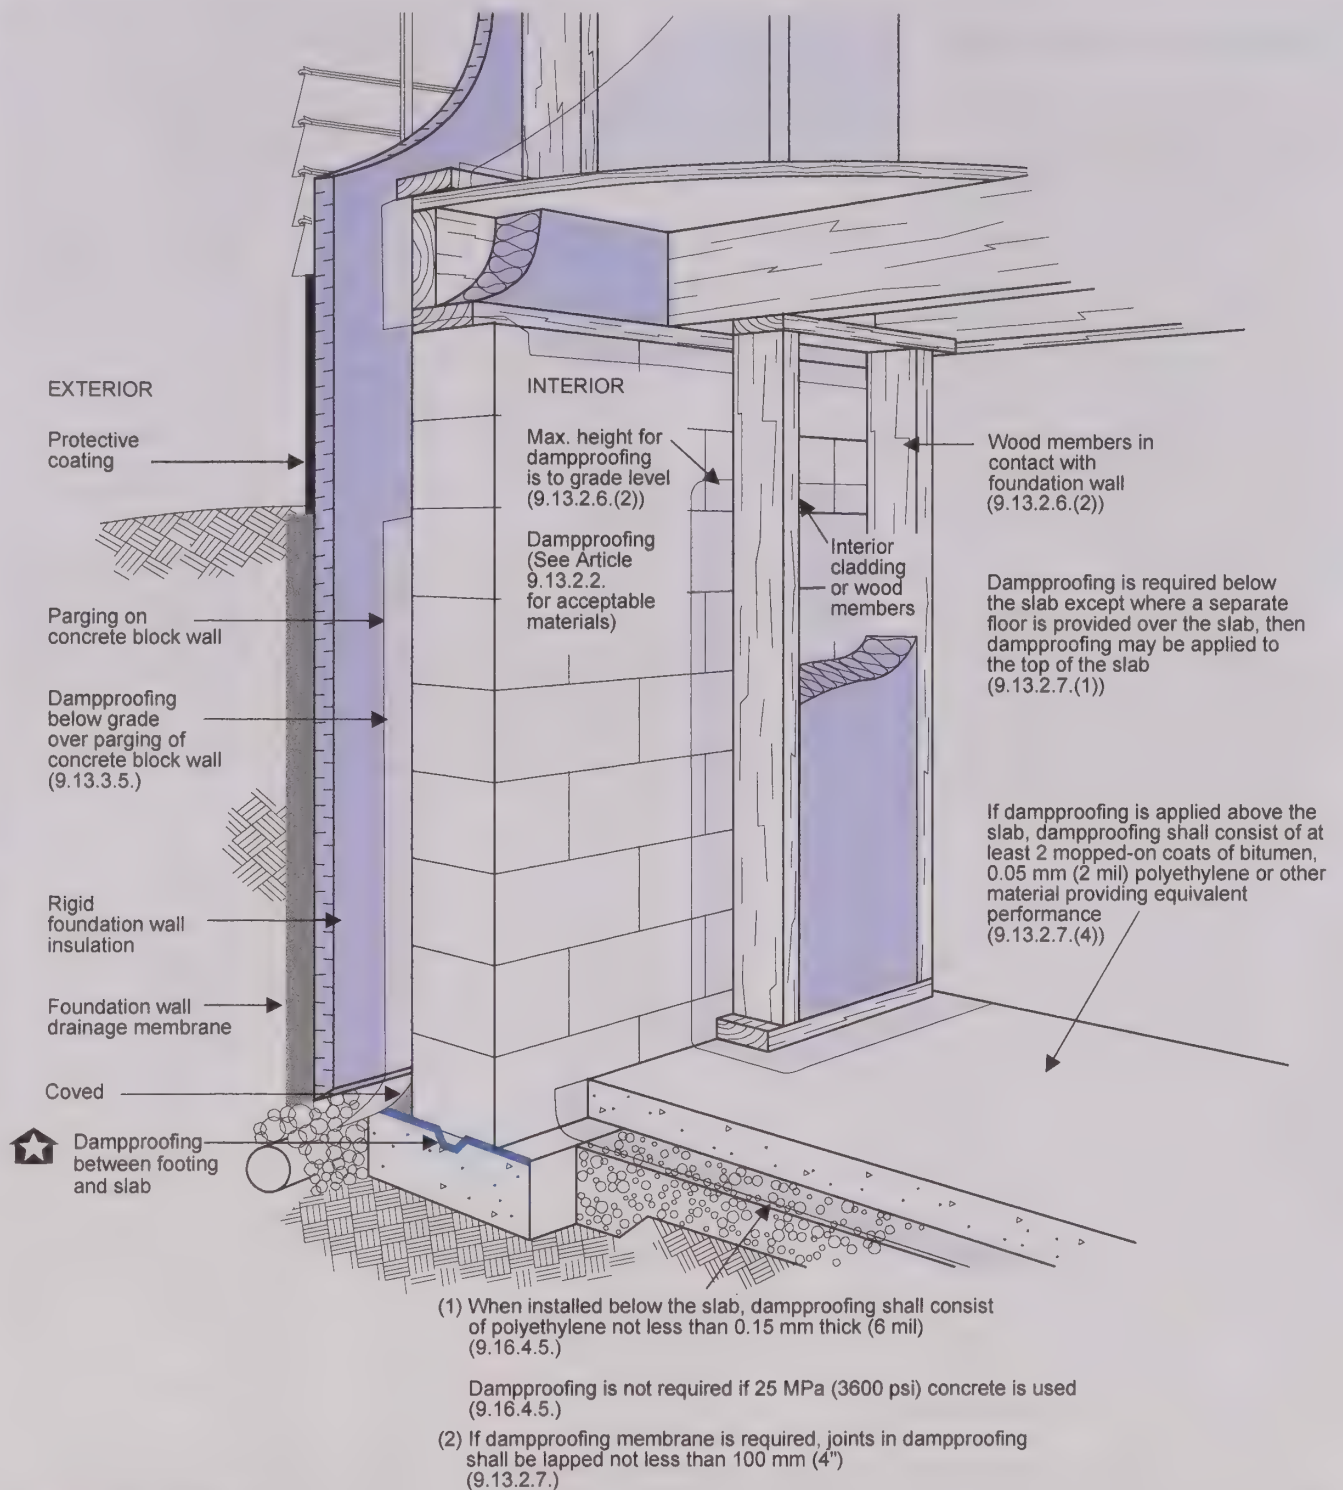 EXTERIOR
Protective
coating
Parging on
concrete block wall
Dampproofing
below grade
over parging of
concrete block wall
(9.13.3.5.)
Rigid
foundation wall
insulation
Foundation wall
drainage membrane
Coved
Dampproofing
between footing
and slab
INTERIOR
Max. height for
dampproofing
is to grade level
(9.13.2.6.(2))
Dampproofing
(See Article
9.13.2.2.
for acceptable
materials)
Interior
cladding
or wood
members
Wood members in
contact with
foundation wall
(9.13.2.6.(2))
Dampproofing is required below
the slab except where a separate
floor is provided over the slab, then
dampproofing may be applied to
the top of the slab
(9.13.2.7.(1))
If dampproofing is applied above the
slab, dampproofing shall consist of at
least 2 mopped-on coats of bitumen,
0.05 mm (2 mil) polyethylene or other
material providing equivalent
performance
(9.13.2.7.(4))
(1) When installed below the slab, dampproofing shall consist
of polyethylene not less than 0.15 mm thick (6 mil)
(9.16.4.5.)
Dampproofing is not required if 25 MPa (3600 psi) concrete is used
(9.16.4.5.)
(2) If dampproofing membrane is required, joints in dampproofing
shall be lapped not less than 100 mm (4")
(9.13.2.7.)